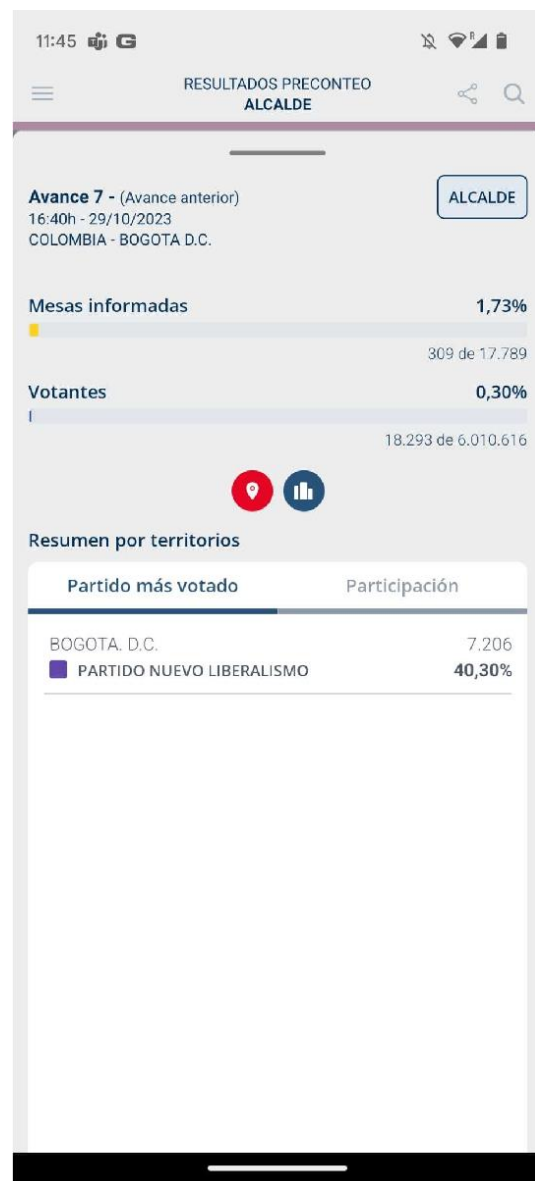 11:45
RESULTADOS PRECONTEO
ALCALDE
Avance 7 - (Avance anterior)
ALCALDE
16:40h - 29/10/2023
COLOMBIA - BOGOTA D.C.
Mesas informadas 1,73%
309 de 17.789
Votantes 0,30%
18.293 de 6.010.616
Resumen por territorios
Partido más votado Participación
BOGOTA. D.C. 7.206
PARTIDO NUEVO LIBERALISMO 40,30%